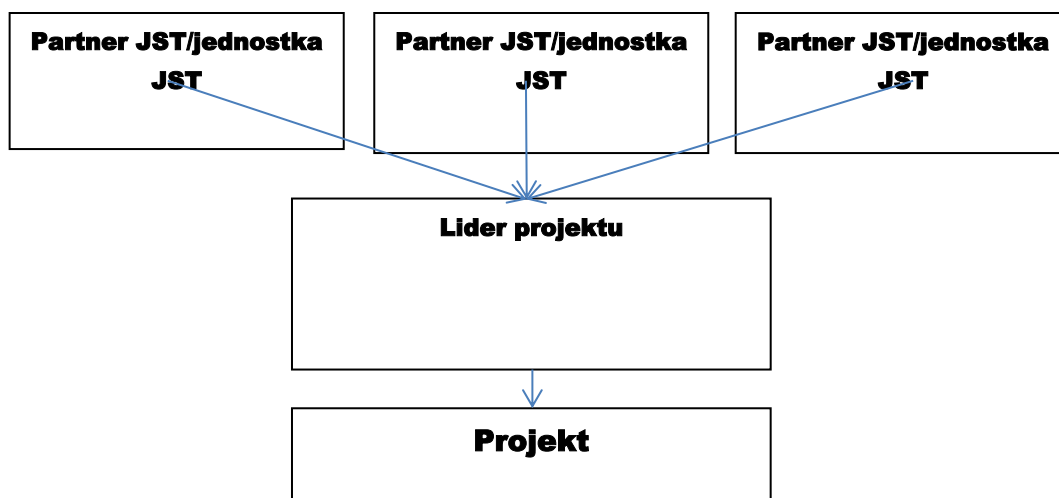 Partner JST/jednostka
JST
Partner JST/jednostka
JST
Partner JST/jednostka
JST
Lider projektu
Projekt